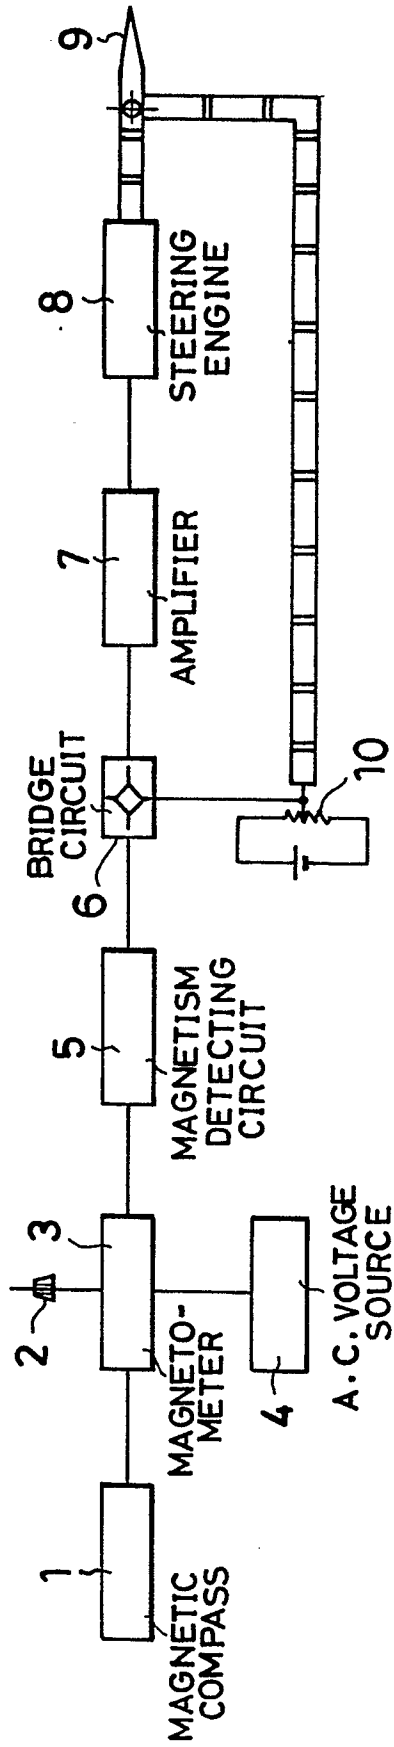 1
MAGNETIC
COMPASS
2
3
MAGNETO-
METER
4
A.C. VOLTAGE
SOURCE
5
MAGNETISM
DETECTING
CIRCUIT
BRIDGE
CIRCUIT
6
7
AMPLIFIER
8
STEERING
ENGINE
9
10